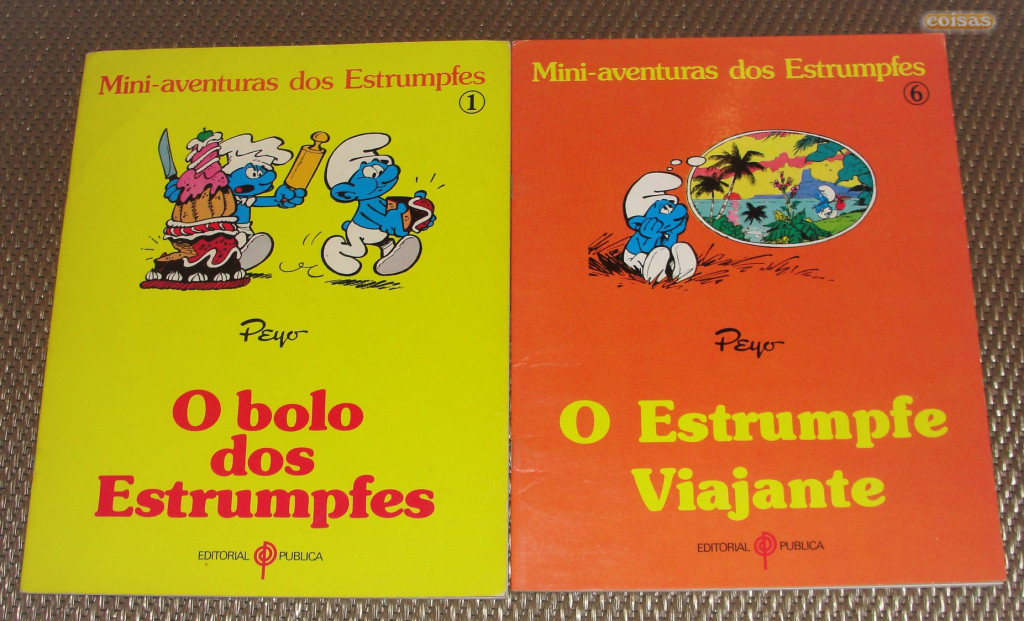 coisas
Mini-aventuras dos Estrumpfes
1
Peyo
O bolo
dos
Estrumpfes
EDITORIAL PUBLICA
Mini-aventuras dos Estrumpfes
6
Peyo
O Estrumpfe
Viajante
EDITORIAL PUBLICA